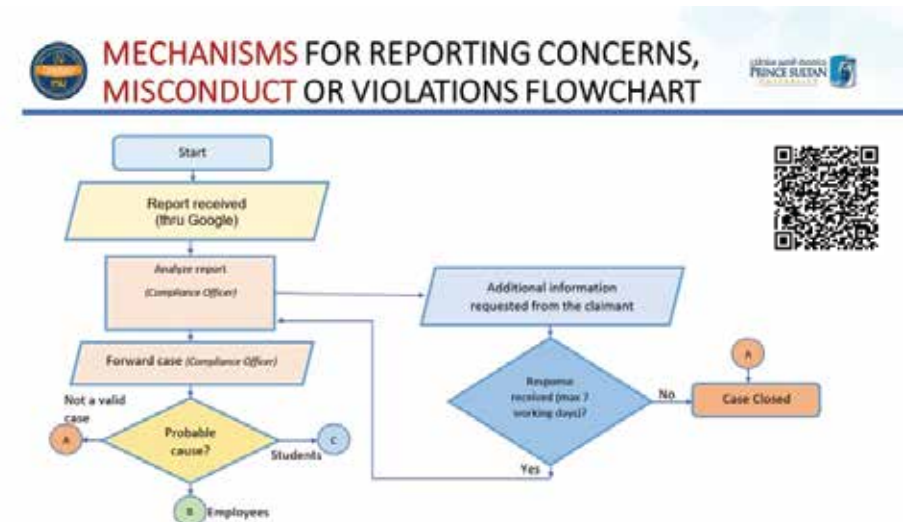 MECHANISMS FOR REPORTING CONCERNS,
MISCONDUCT OR VIOLATIONS FLOWCHART
PRINCE SULTAN
UNIVERSITY
Start
Report received
(thru Google)
Analyze report
(Compliance Officer)
Additional information
requested from the claimant
Forward case (Compliance Officer)
Response
received (max 7
working days)?
No
A
Case Closed
Yes
Not a valid
case
A
Probable
cause?
Students
C
B
Employees